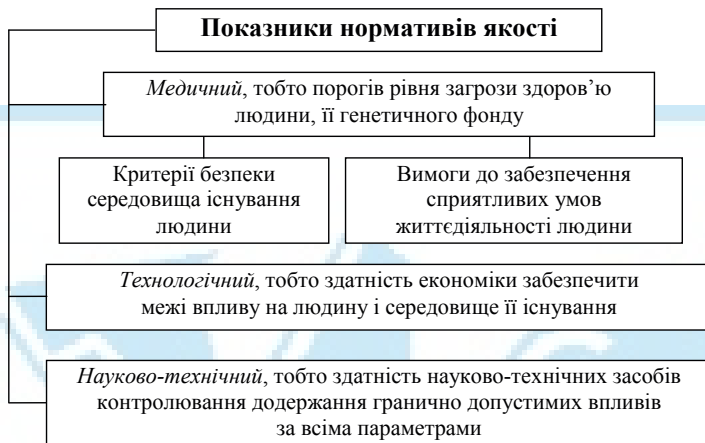 Показники нормативів якості
Медичний, тобто порогів рівня загрози здоров’ю
людини, її генетичного фонду
Критерії безпеки
середовища існування
людини
Вимоги до забезпечення
сприятливих умов
життєдіяльності людини
Технологічний, тобто здатність економіки забезпечити
межі впливу на людину і середовище її існування
Науково-технічний, тобто здатність науково-технічних засобів
контролювання додержання гранично допустимих впливів
за всіма параметрами